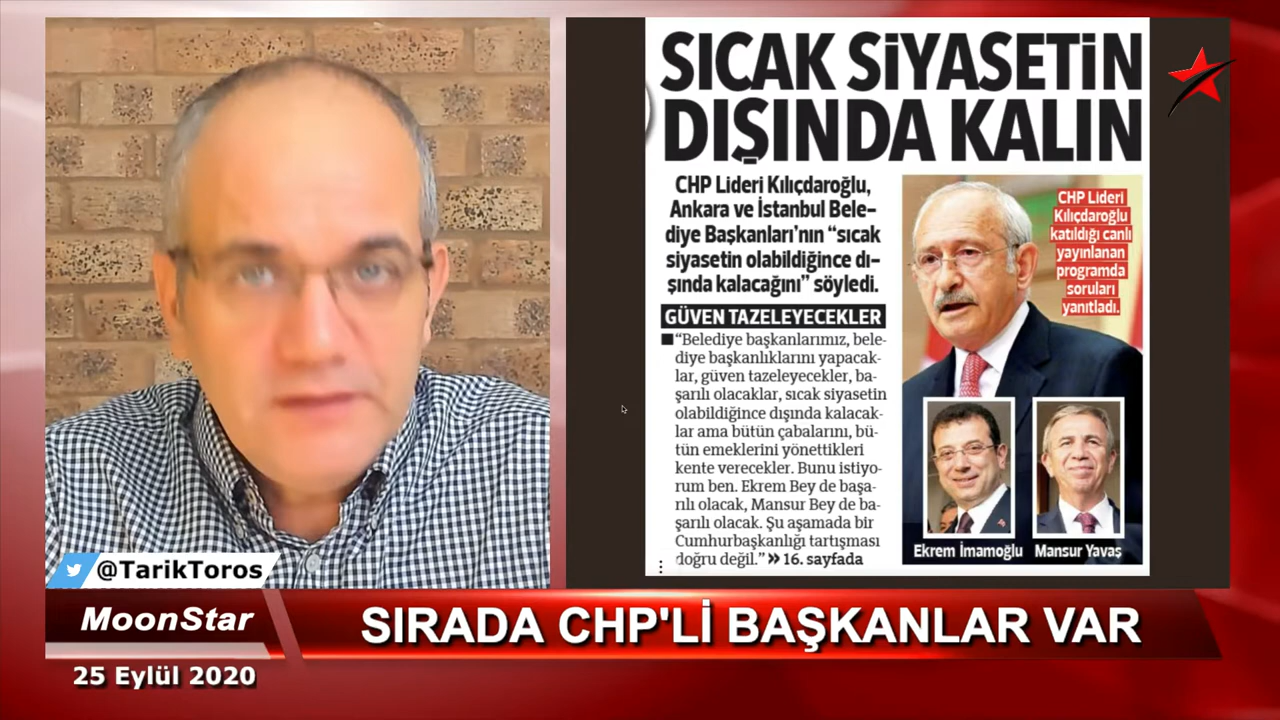 SICAK SİYASETİN
DIŞINDA KALIN
CHP Lideri Kılıçdaroğlu,
Ankara ve İstanbul Bele-
diye Başkanları’nın “sıcak
siyasetin olabildiğince dı-
şında kalacağını” söyledi.
GÜVEN TAZELEYECEKLER
“Belediye başkanlarımız, bele-
diye başkanlıklarını yapacak-
lar, güven tazeleyecekler, ba-
şarılı olacaklar, sıcak siyasetin
olabildiğince dışında kalacak-
lar ama bütün çabalarını, bü-
tün emeklerini yönettikleri
kente verecekler. Bunu istiyo-
rum ben. Ekrem Bey de başa-
rılı olacak, Mansur Bey de ba-
şarılı olacak. Şu aşamada bir
Cumhurbaşkanlığı tartışması
doğru değil.” 16. sayfada
CHP Lideri
Kılıçdaroğlu
katıldığı canlı
yayınlanan
programda
soruları
yanıtladı.
Ekrem İmamoğlu
Mansur Yavaş
@TarikToros
MoonStar
SIRADA CHP'Lİ BAŞKANLAR VAR
25 Eylül 2020